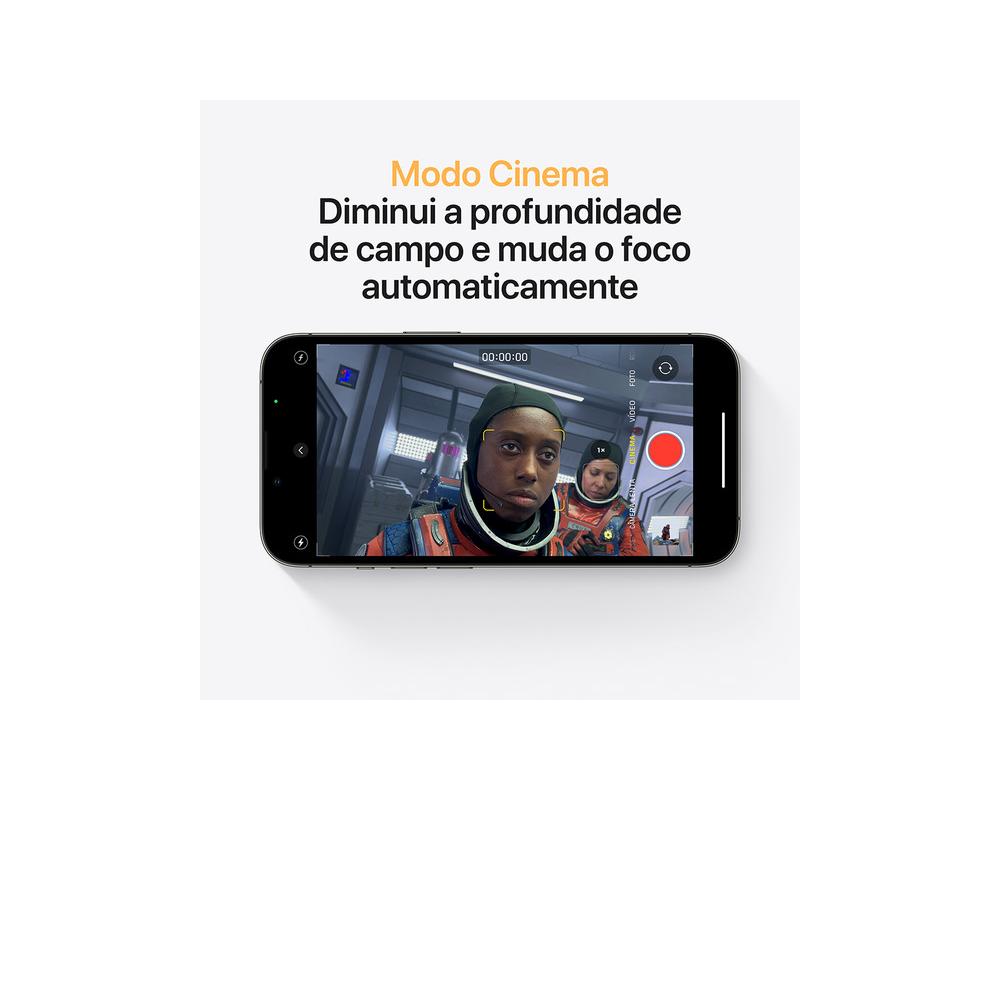 Modo Cinema
Diminui a profundidade
de campo e muda o foco
automaticamente
00:00:00
FOTO
VÍDEO
CINEMA
CÂMERA LENTA
1×